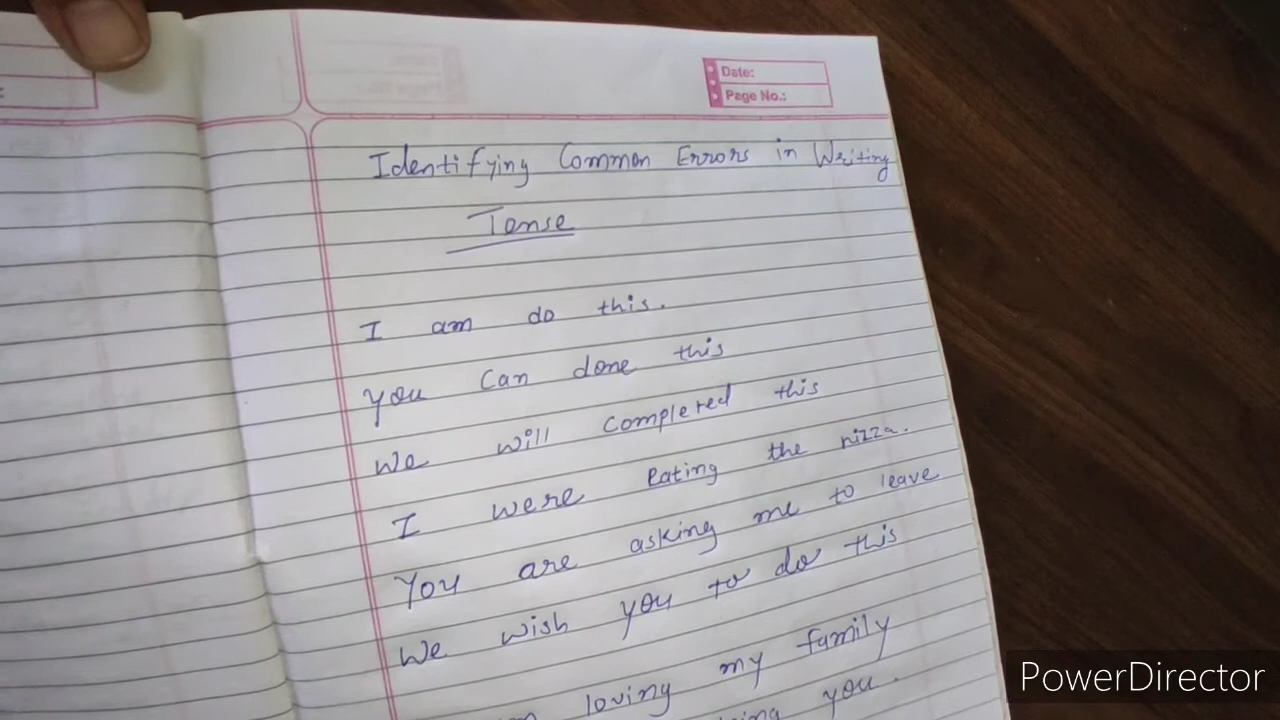 Date:
Page No.:
Identifying Common Errors in Writing
Tense
I am do this.
you can done this
We will completed this
I were eating the pizza.
You are asking me to leave
We wish you to do this
loving my family
you.
PowerDirector